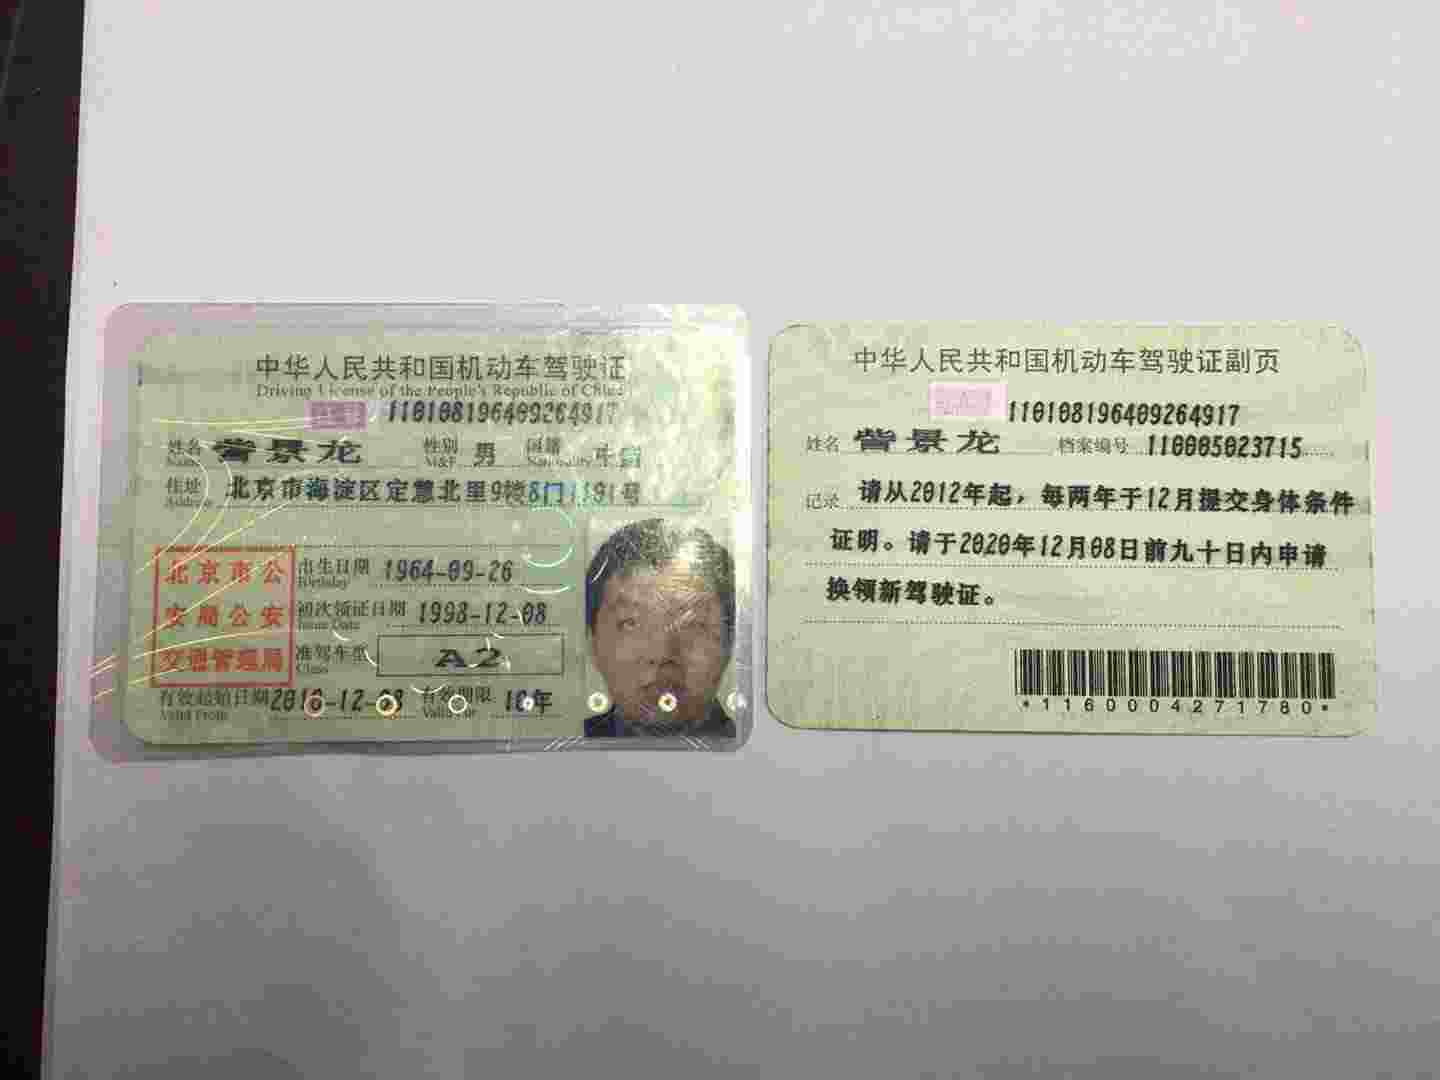 中华人民共和国机动车驾驶证
Driving License of the People's Republic of China
证号 110108196409264917
姓名 訾景龙 性别 男 国籍 中国
Name M&F Nationality
住址 北京市海淀区定慧北里9楼8门1191号
Address
北京市公
安局公安
交通管理局
出生日期 1964-09-26
Birthday
初次领证日期 1998-12-08
Issue Date
准驾车型 A2
Class
有效起始日期 2010-12-08 有效期限 10年
Valid From Valid For
中华人民共和国机动车驾驶证副页
证号 110108196409264917
姓名 訾景龙 档案编号 110005023715
记录 请从2012年起，每两年于12月提交身体条件
证明。请于2020年12月08日前九十日内申请
换领新驾驶证。
*1160004271780*